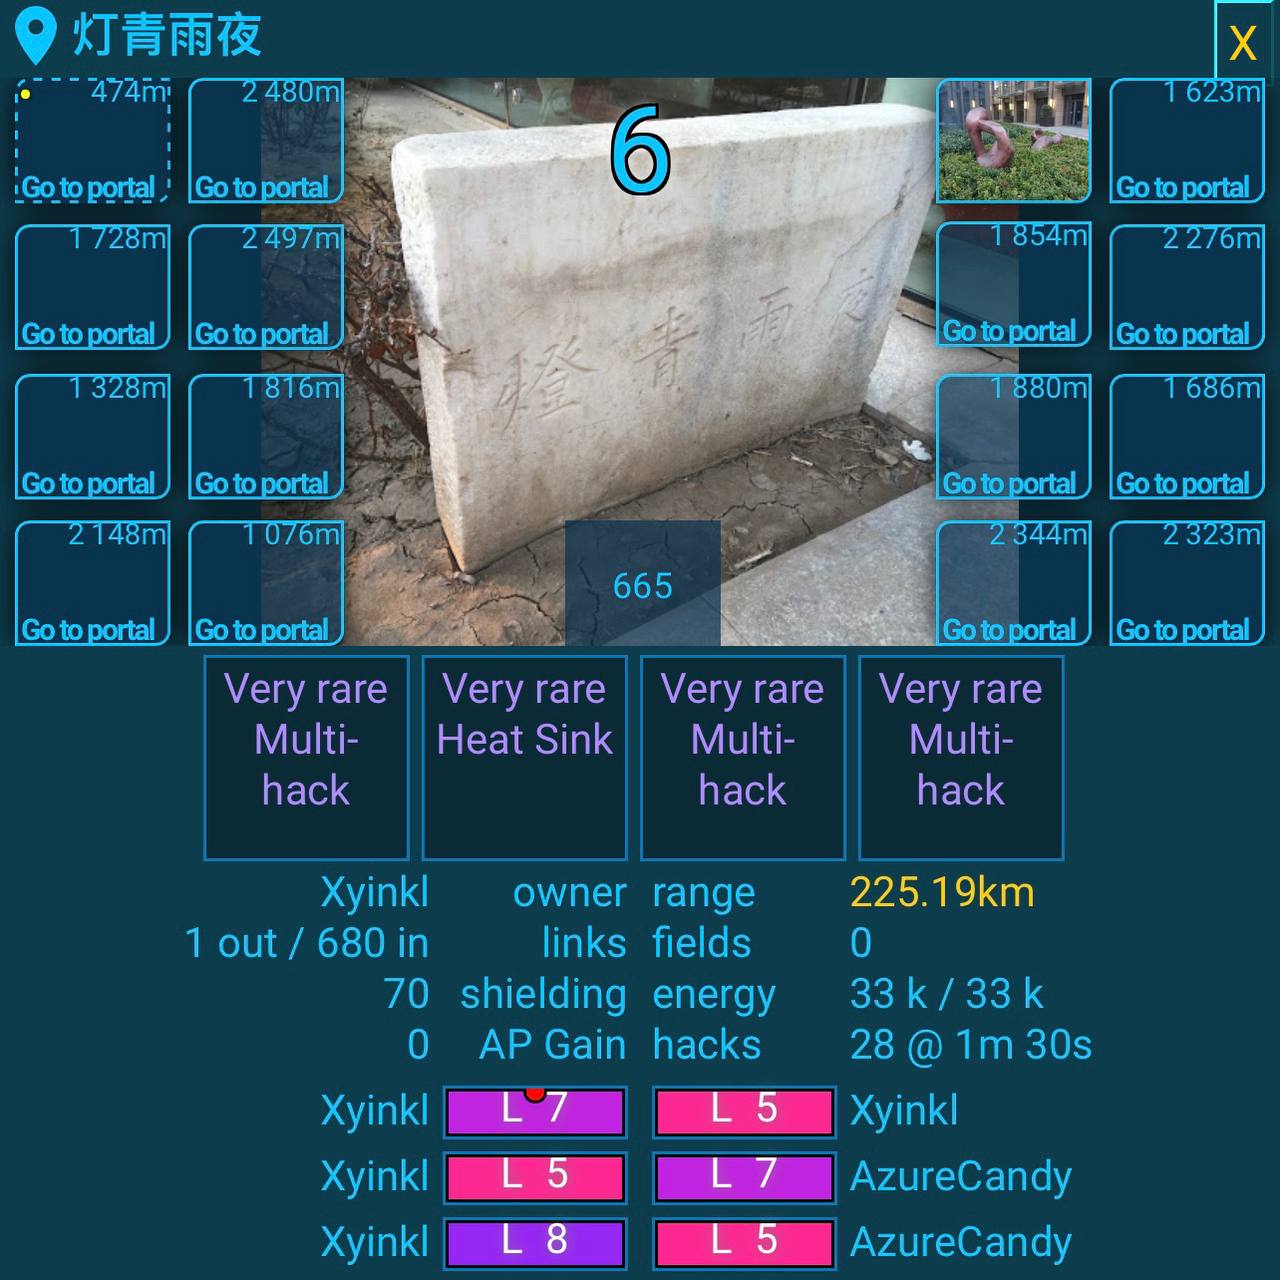 灯青雨夜
X
474m
2 480m
6
1 623m
Go to portal
Go to portal
Go to portal
1 728m
2 497m
1 854m
2 276m
Go to portal
Go to portal
Go to portal
Go to portal
燈青雨夜
1 328m
1 816m
1 880m
1 686m
Go to portal
Go to portal
Go to portal
Go to portal
2 148m
1 076m
2 344m
2 323m
665
Go to portal
Go to portal
Go to portal
Go to portal
Very rare
Multi-
hack
Very rare
Heat Sink
Very rare
Multi-
hack
Very rare
Multi-
hack
Xyinkl owner range 225.19km
1 out / 680 in links fields 0
70 shielding energy 33 k / 33 k
0 AP Gain hacks 28 @ 1m 30s
Xyinkl L 7 L 5 Xyinkl
Xyinkl L 5 L 7 AzureCandy
Xyinkl L 8 L 5 AzureCandy